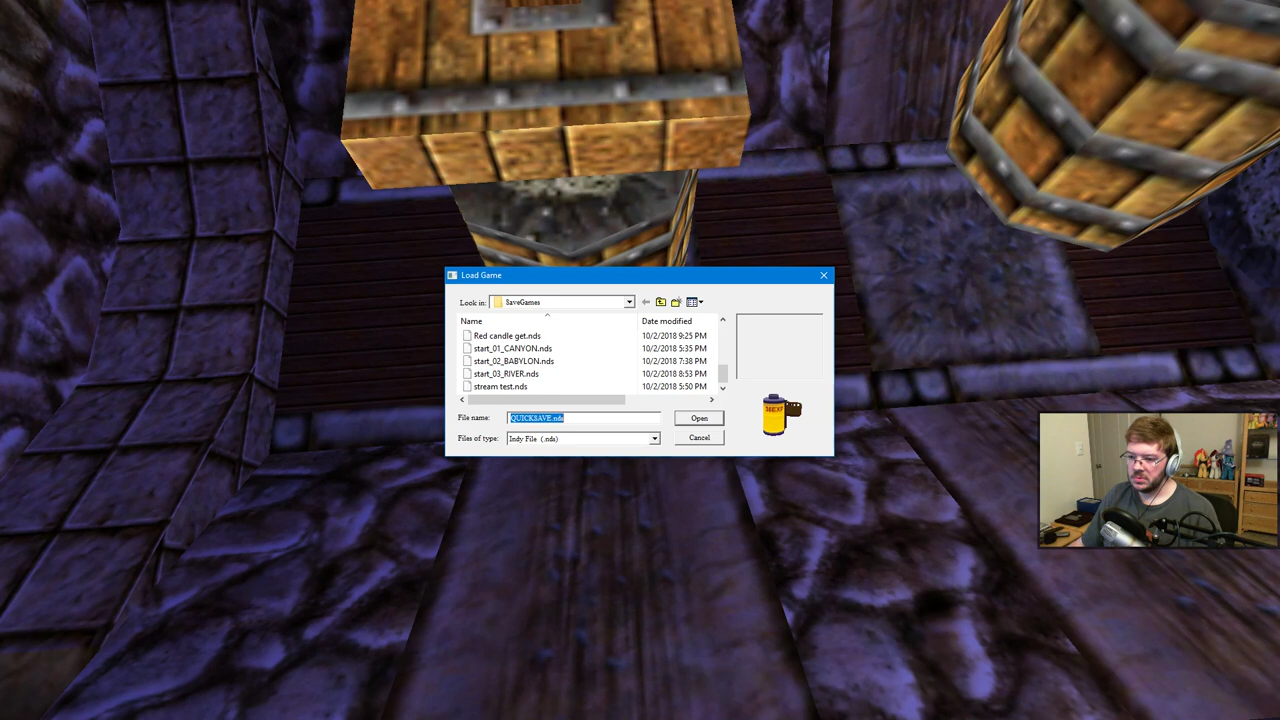 Load Game
Look in: SaveGames
Name Date modified
Red candle get.nds 10/2/2018 9:25 PM
start_01_CANYON.nds 10/2/2018 5:35 PM
start_02_BABYLON.nds 10/2/2018 7:38 PM
start_03_RIVER.nds 10/2/2018 8:53 PM
stream test.nds 10/2/2018 5:50 PM
File name: QUICKSAVE.nds Open
Files of type: Indy File (.nds) Cancel